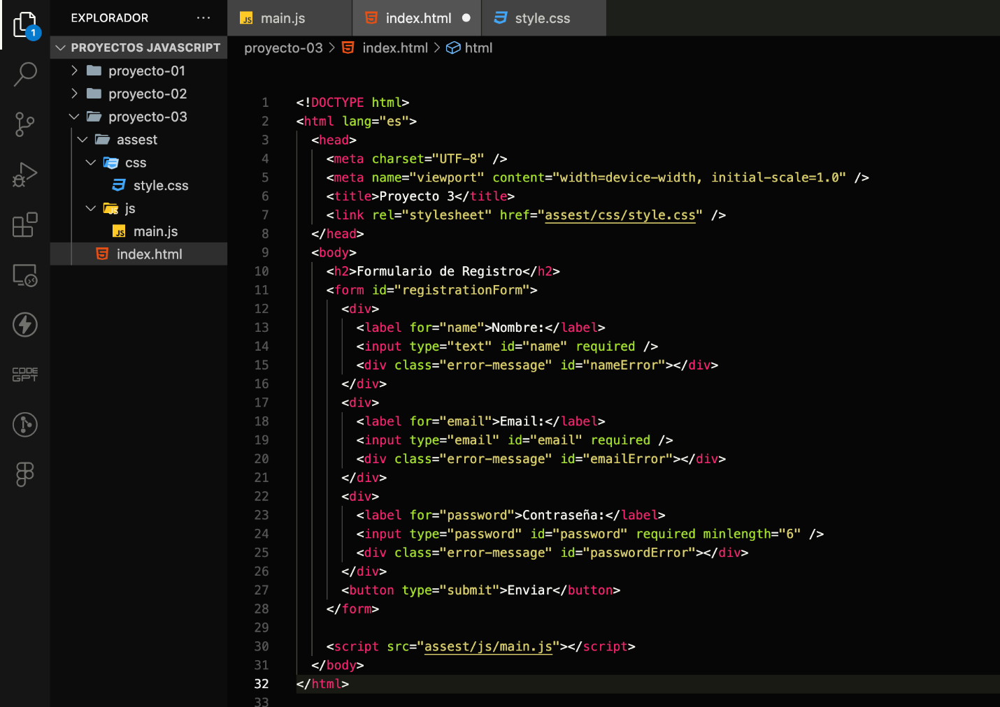 EXPLORADOR ...
main.js
index.html
style.css
PROYECTOS JAVASCRIPT
proyecto-03 > index.html > html
proyecto-01
proyecto-02
proyecto-03
assest
css
style.css
js
main.js
index.html
1
CODE
GPT
1 <!DOCTYPE html>
2 <html lang="es">
3 <head>
4 <meta charset="UTF-8" />
5 <meta name="viewport" content="width=device-width, initial-scale=1.0" />
6 <title>Proyecto 3</title>
7 <link rel="stylesheet" href="assest/css/style.css" />
8 </head>
9 <body>
10 <h2>Formulario de Registro</h2>
11 <form id="registrationForm">
12 <div>
13 <label for="name">Nombre:</label>
14 <input type="text" id="name" required />
15 <div class="error-message" id="nameError"></div>
16 </div>
17 <div>
18 <label for="email">Email:</label>
19 <input type="email" id="email" required />
20 <div class="error-message" id="emailError"></div>
21 </div>
22 <div>
23 <label for="password">Contraseña:</label>
24 <input type="password" id="password" required minlength="6" />
25 <div class="error-message" id="passwordError"></div>
26 </div>
27 <button type="submit">Enviar</button>
28 </form>
29
30 <script src="assest/js/main.js"></script>
31 </body>
32 </html>
33